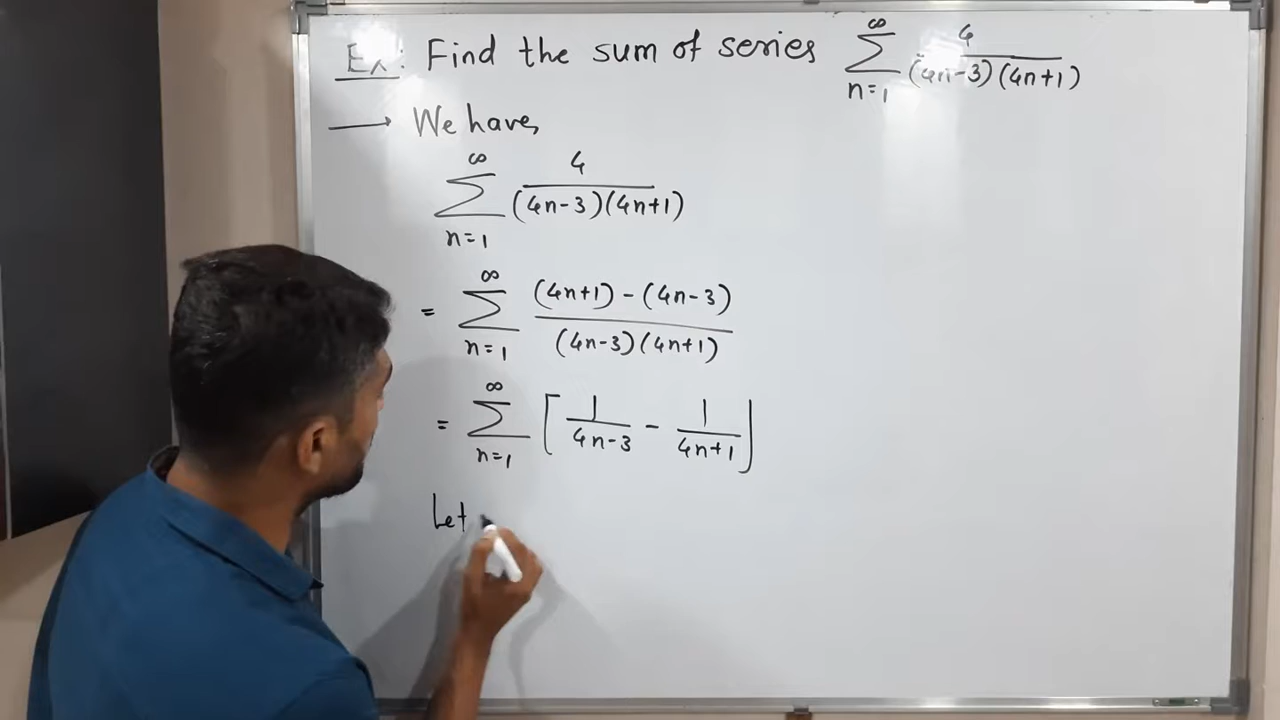 Ex: Find the sum of series ∞ ∑ n=1 4 / (4n-3)(4n+1)
→ We have,
∞ ∑ n=1 4 / (4n-3)(4n+1)
= ∞ ∑ n=1 (4n+1) - (4n-3) / (4n-3)(4n+1)
= ∞ ∑ n=1 [ 1 / 4n-3 - 1 / 4n+1 ]
Let